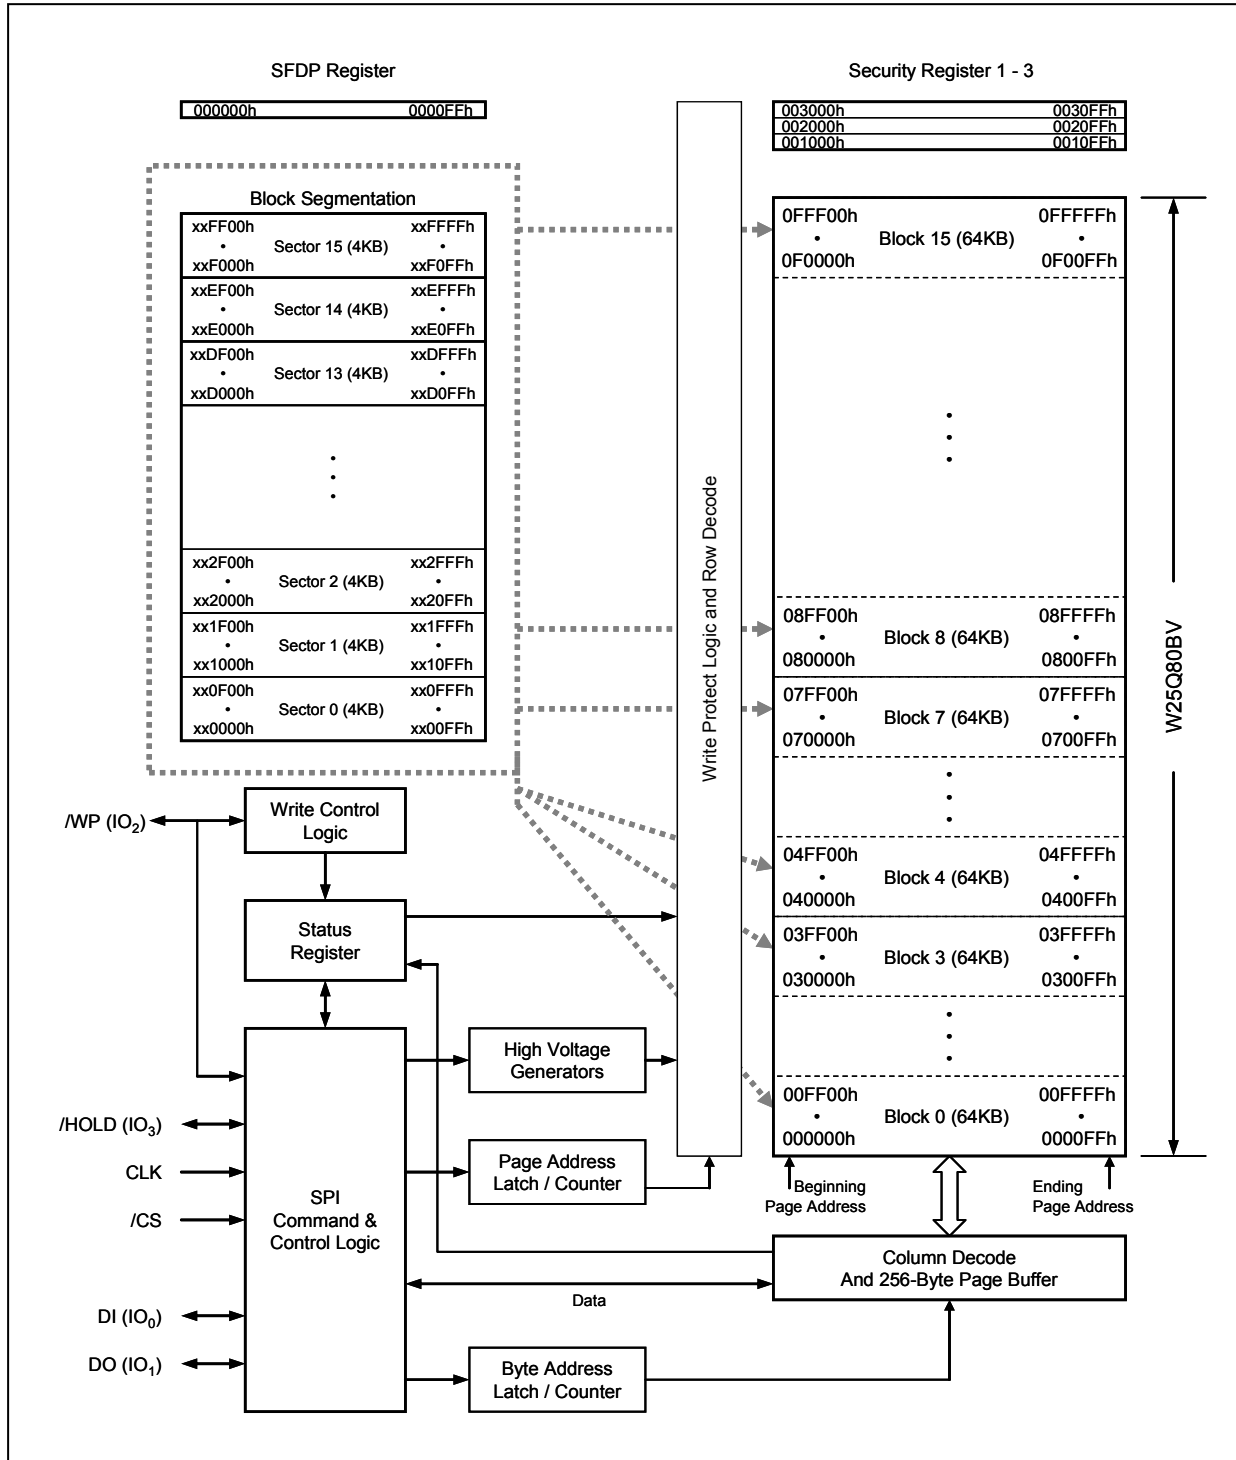 SFDP Register
000000h 0000FFh
Security Register 1 - 3
003000h 0030FFh
002000h 0020FFh
001000h 0010FFh
Block Segmentation
xxFF00h xxFFFFh
• Sector 15 (4KB) •
xxF000h xxF0FFh
xxEF00h xxEFFFh
• Sector 14 (4KB) •
xxE000h xxE0FFh
xxDF00h xxDFFFh
• Sector 13 (4KB) •
xxD000h xxD0FFh
xx2F00h xx2FFFh
• Sector 2 (4KB) •
xx2000h xx20FFh
xx1F00h xx1FFFh
• Sector 1 (4KB) •
xx1000h xx10FFh
xx0F00h xx0FFFh
• Sector 0 (4KB) •
xx0000h xx00FFh
Write Protect Logic and Row Decode
0FFF00h 0FFFFFh
• Block 15 (64KB) •
0F0000h 0F00FFh
08FF00h 08FFFFh
• Block 8 (64KB) •
080000h 0800FFh
07FF00h 07FFFFh
• Block 7 (64KB) •
070000h 0700FFh
04FF00h 04FFFFh
• Block 4 (64KB) •
040000h 0400FFh
03FF00h 03FFFFh
• Block 3 (64KB) •
030000h 0300FFh
00FF00h 00FFFFh
• Block 0 (64KB) •
000000h 0000FFh
W25Q80BV
Beginning
Page Address
Ending
Page Address
/WP (IO2)
Write Control
Logic
Status
Register
High Voltage
Generators
/HOLD (IO3)
CLK
/CS
DI (IO0)
DO (IO1)
SPI
Command &
Control Logic
Page Address
Latch / Counter
Column Decode
And 256-Byte Page Buffer
Data
Byte Address
Latch / Counter